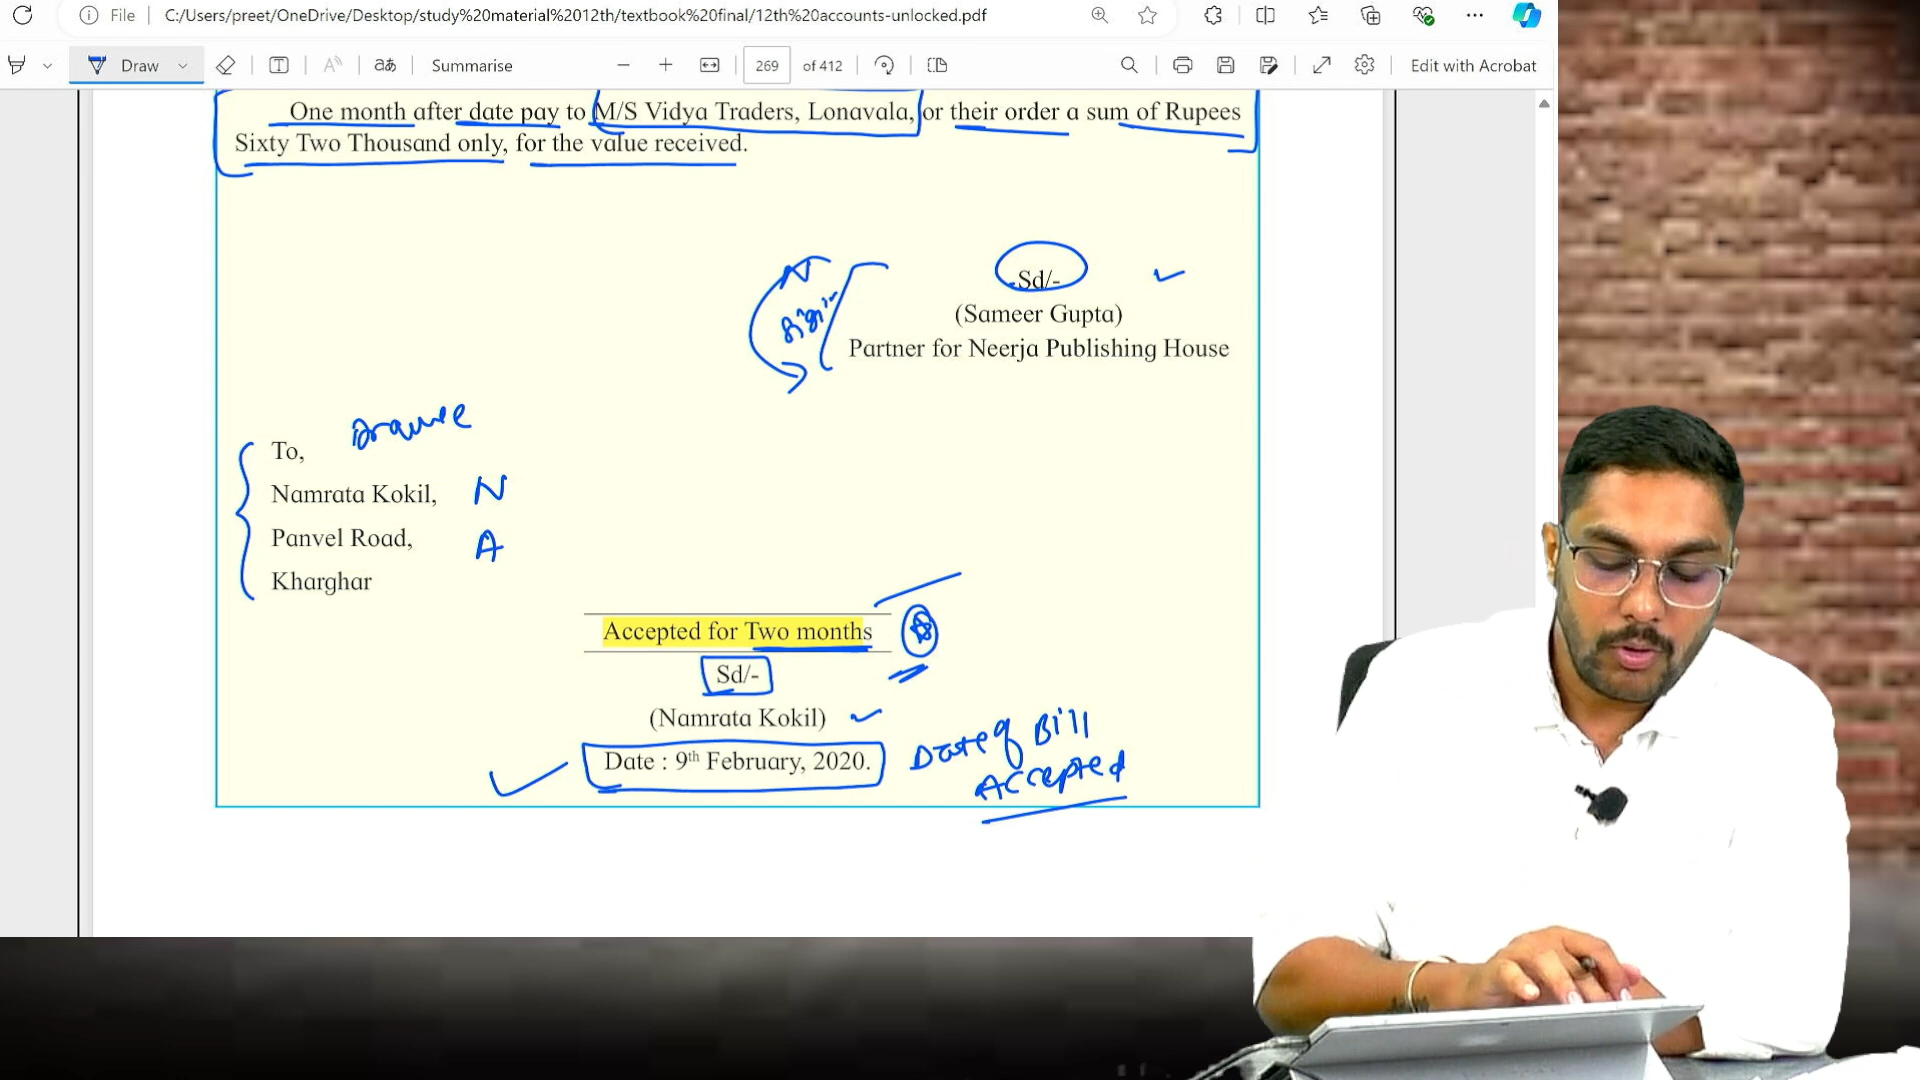 File
C:/Users/preet/OneDrive/Desktop/study%20material%2012th/textbook%20final/12th%20accounts-unlocked.pdf
Draw
aあ
Summarise
269 of 412
Edit with Acrobat
One month after date pay to M/S Vidya Traders, Lonavala, or their order a sum of Rupees
Sixty Two Thousand only, for the value received.
Sd/-
(Sameer Gupta)
Partner for Neerja Publishing House
N
To,
Namrata Kokil, N
Panvel Road, A
Kharghar
Accepted for Two months
Sd/-
(Namrata Kokil)
Date : 9th February, 2020.
Date of Bill
Accepted